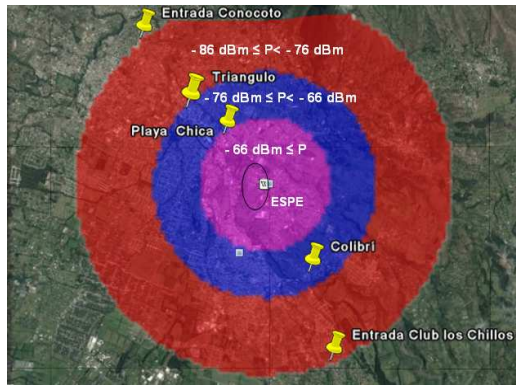 Entrada Conocoto
- 86 dBm ≤ P< - 76 dBm
Triangulo
- 76 dBm ≤ P< - 66 dBm
Playa Chica
- 66 dBm ≤ P
ESPE
Colibri
Entrada Club los Chillos